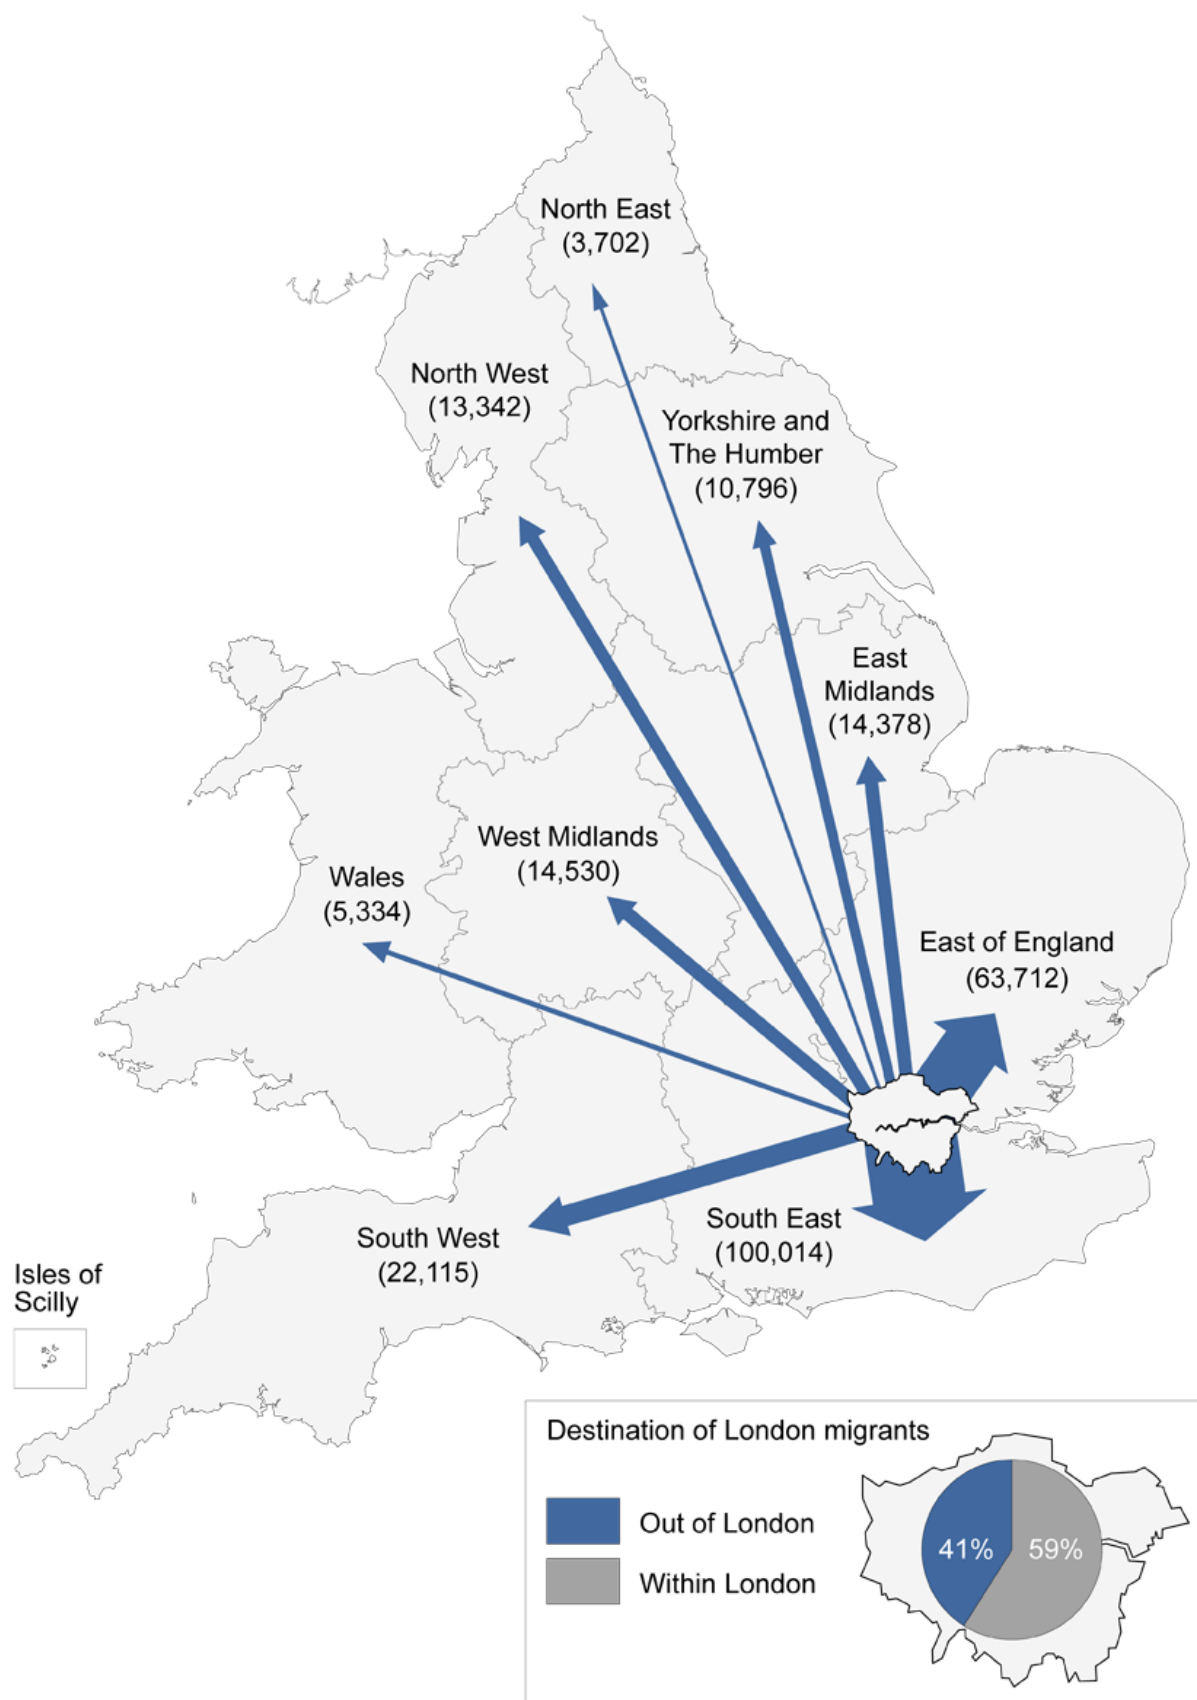 North East
(3,702)
North West
(13,342)
Yorkshire and
The Humber
(10,796)
East
Midlands
(14,378)
West Midlands
(14,530)
Wales
(5,334)
East of England
(63,712)
South East
(100,014)
South West
(22,115)
Isles of
Scilly
Destination of London migrants
Out of London
Within London
41%
59%